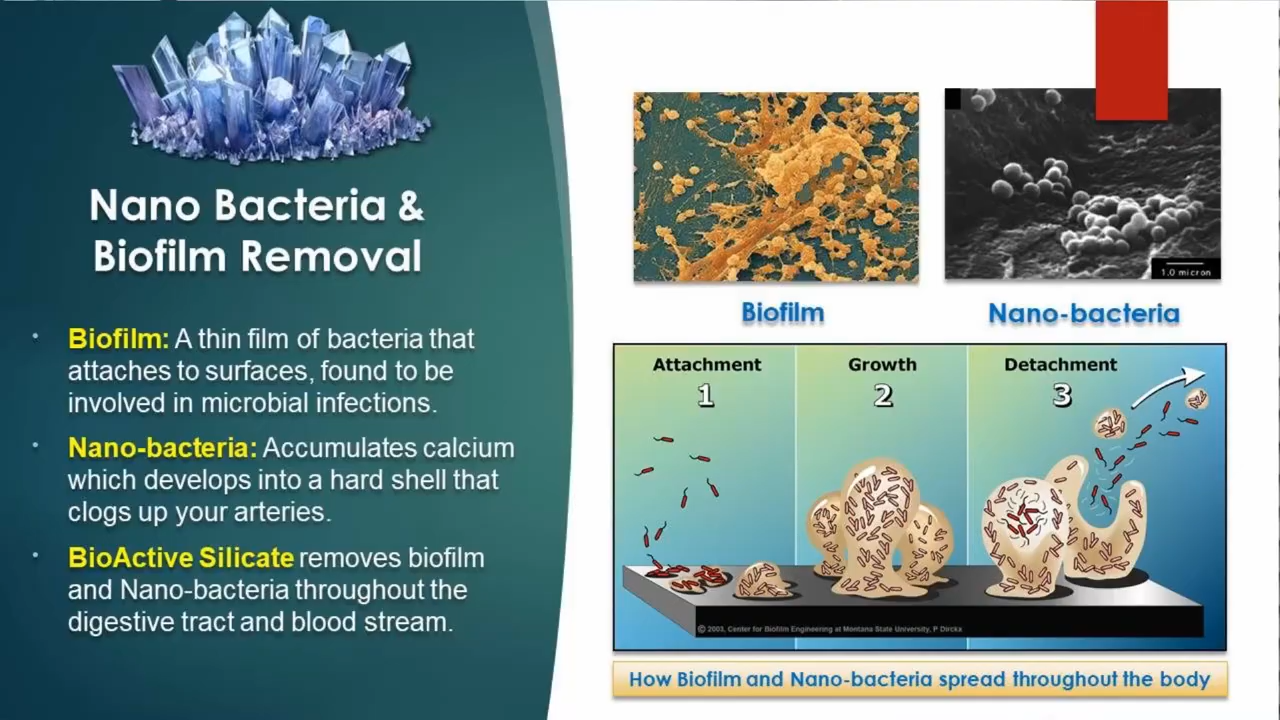 Nano Bacteria &
Biofilm Removal
• Biofilm: A thin film of bacteria that
attaches to surfaces, found to be
involved in microbial infections.
• Nano-bacteria: Accumulates calcium
which develops into a hard shell that
clogs up your arteries.
• BioActive Silicate removes biofilm
and Nano-bacteria throughout the
digestive tract and blood stream.
1.0 micron
Biofilm
Nano-bacteria
Attachment
1
Growth
2
Detachment
3
© 2003, Center for Biofilm Engineering at Montana State University, P Dirckx
How Biofilm and Nano-bacteria spread throughout the body